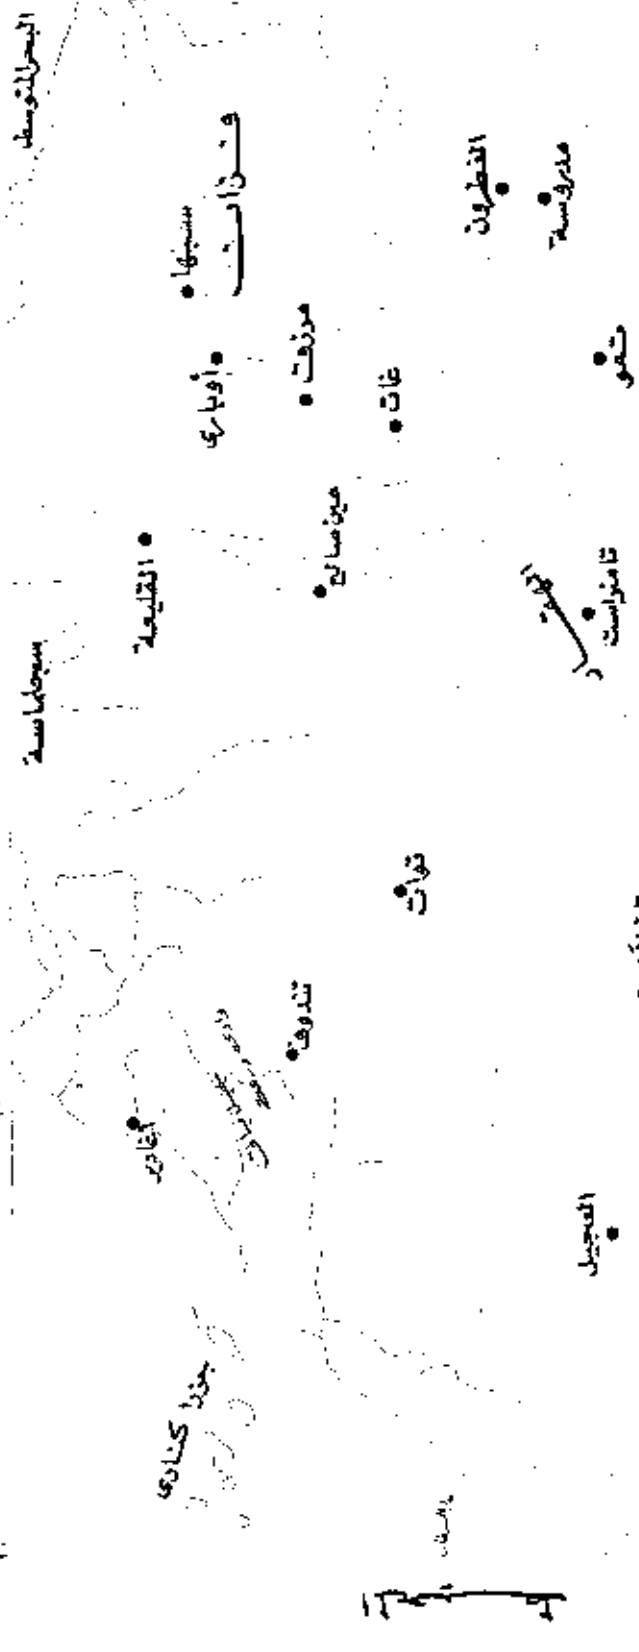 البحر المتوسط
فزان
سبها
القطرون
مدروسة
أوباري
مرزق
غات
تمو
عين صالح
القليعة
تامنراست
سجلماسة
توات
تندوف
أغادير
العجيل
جزر كناري